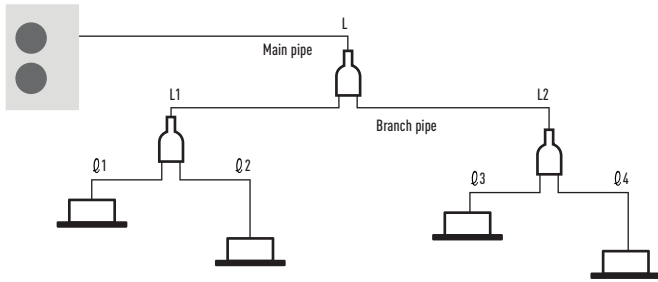 L
Main pipe
L1
L2
Branch pipe
ℓ1
ℓ2
ℓ3
ℓ4